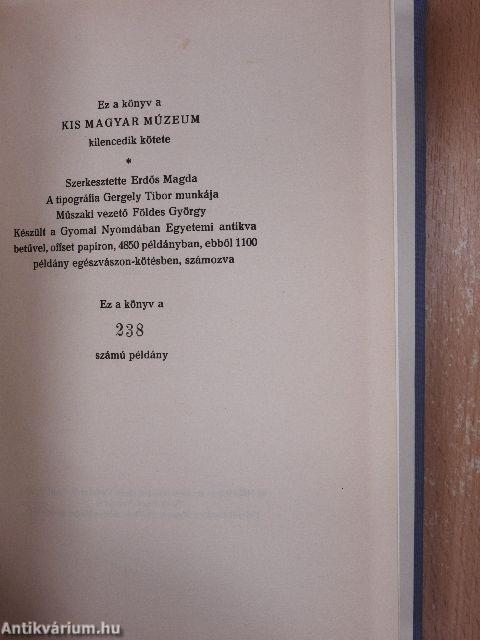 Ez a könyv a
KIS MAGYAR MÚZEUM
kilencedik kötete
*
Szerkesztette Erdős Magda
A tipográfia Gergely Tibor munkája
Műszaki vezető Földes György
Készült a Gyomai Nyomdában Egyetemi antikva
betűvel, offset papiron, 4850 példányban, ebből 1100
példány egészvászon-kötésben, számozva
Ez a könyv a
238
számú példány
Antikvárium.hu